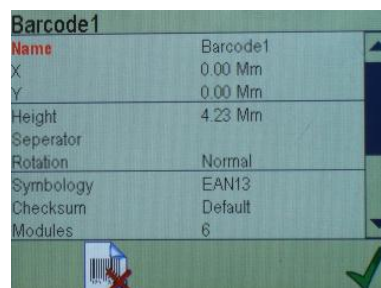 Barcode1
Name Barcode1
X 0.00 Mm
Y 0.00 Mm
Height 4.23 Mm
Seperator
Rotation Normal
Symbology EAN13
Checksum Default
Modules 6